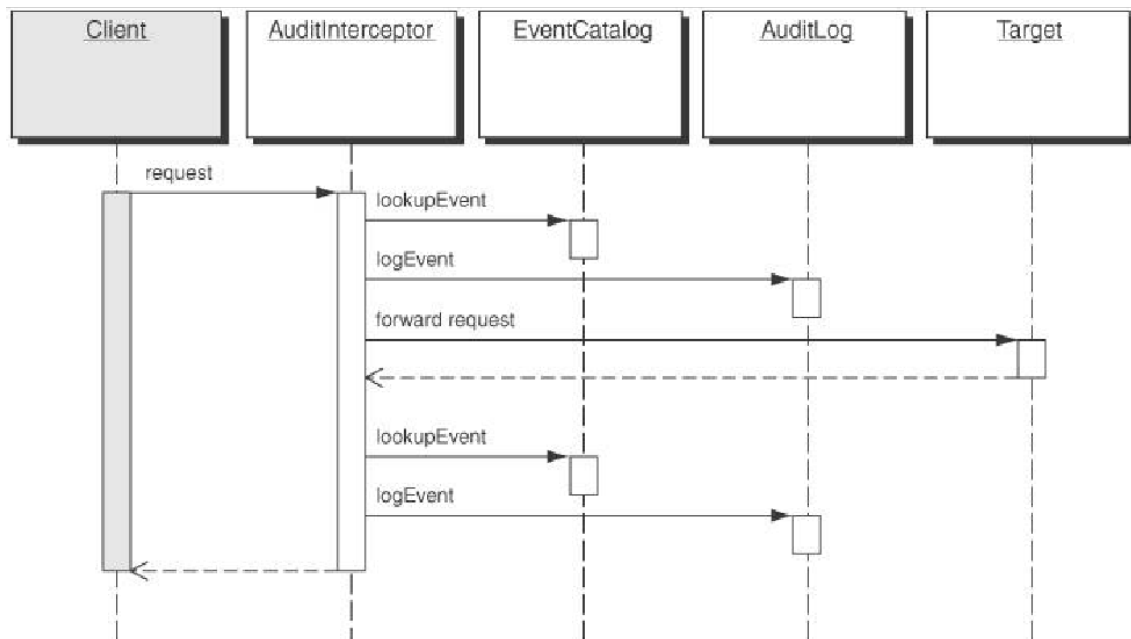 Client
AuditInterceptor
EventCatalog
AuditLog
Target
request
lookupEvent
logEvent
forward request
lookupEvent
logEvent